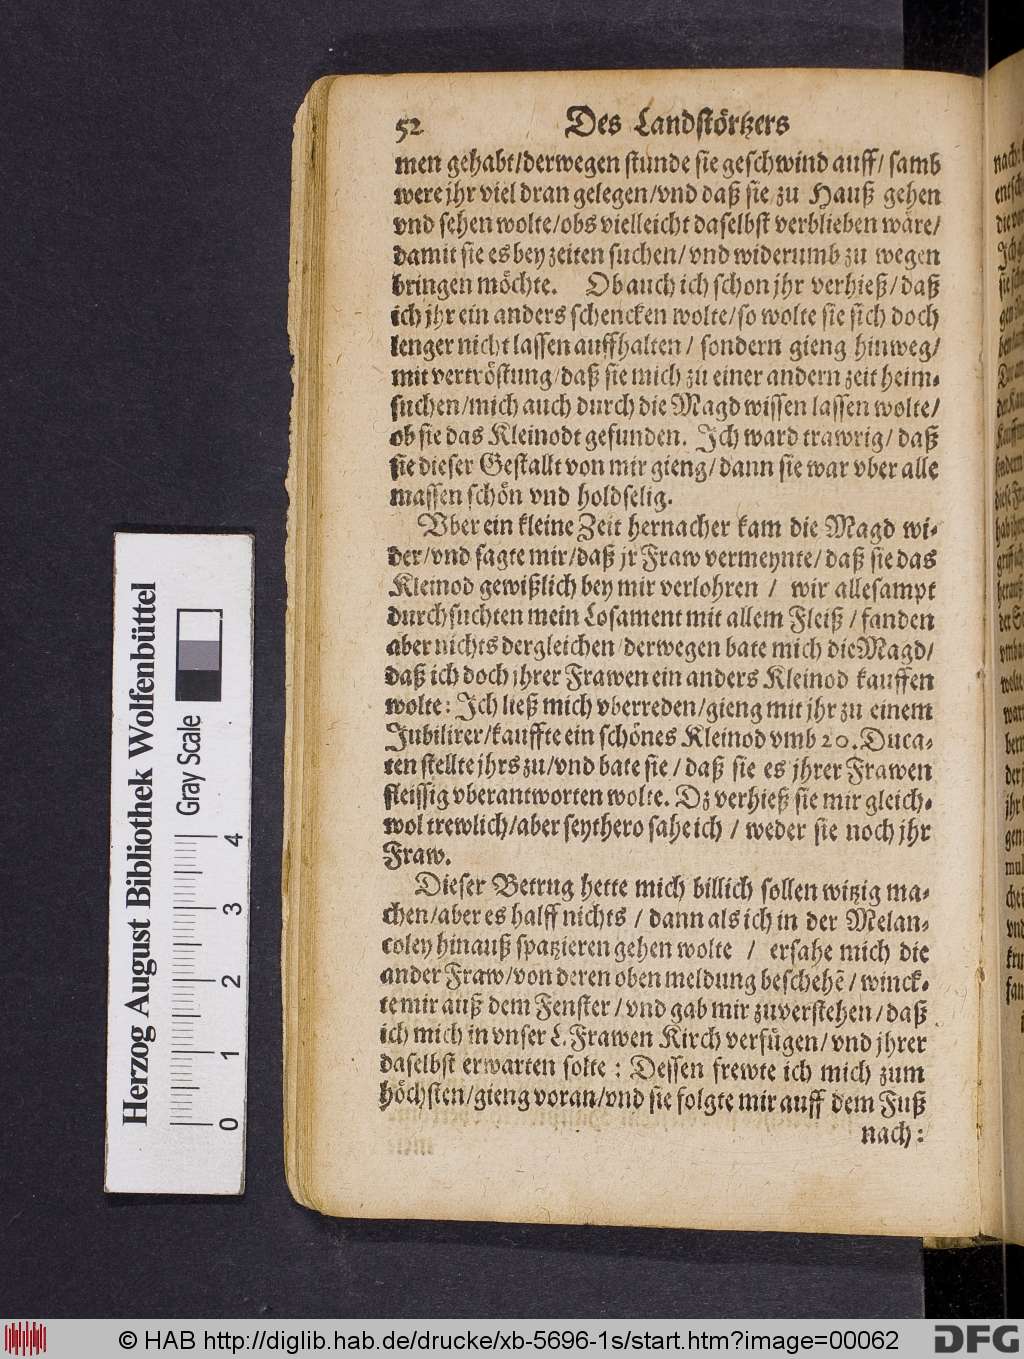 52 Des Landstörtzers
men gehabt/derwegen stunde sie geschwind auff/ samb
were jhr viel dran gelegen/vnd daß sie zu Hauß gehen
vnd sehen wolte/obs vielleicht daselbst verblieben wäre/
damit sie es bey zeiten suchen/ vnd widerumb zu wegen
bringen möchte. Ob auch ich schon jhr verhieß/ daß
ich jhr ein anders schencken wolte/so wolte sie sich doch
lenger nicht lassen auffhalten/ sondern gieng hinweg/
mit vertröstung/daß sie mich zu einer andern zeit heim-
suchen/mich auch durch die Magd wissen lassen wolte/
ob sie das Kleinodt gefunden. Ich ward trawrig/ daß
sie dieser Gestallt von mir gieng/ dann sie war vber alle
massen schön vnd holdselig.
Vber ein kleine Zeit hernacher kam die Magd wi-
der/vnd sagte mir/daß jr Fraw vermeynte/ daß sie das
Kleinod gewißlich bey mir verlohren / wir allesampt
durchsuchten mein Losament mit allem Fleiß / fanden
aber nichts dergleichen/derwegen bate mich die Magd/
daß ich doch jhrer Frawen ein anders Kleinod kauffen
wolte: Ich ließ mich vberreden/gieng mit jhr zu einem
Jubilirer/kauffte ein schönes Kleinod vmb 20. Duca-
ten stellte jhrs zu/vnd bate sie / daß sie es jhrer Frawen
fleissig vberantworten wolte. Dz verhieß sie mir gleich-
wol trewlich/aber seythero sahe ich / weder sie noch jhr
Fraw.
Dieser Betrug hette mich billich sollen witzig ma-
chen/aber es halff nichts / dann als ich in der Melan-
coley hinauß spatzieren gehen wolte / ersahe mich die
ander Fraw/von deren oben meldung beschehẽ/ winck-
te mir auß dem Fenster / vnd gab mir zuverstehen/ daß
ich mich in vnser L. Frawen Kirch verfügen/ vnd jhrer
daselbst erwarten solte : Dessen frewte ich mich zum
höchsten/gieng voran/vnd sie folgte mir auff dem Fuß
nach:
Herzog August Bibliothek Wolfenbüttel
Gray Scale
0 1 2 3 4
© HAB http://diglib.hab.de/drucke/xb-5696-1s/start.htm?image=00062
DFG